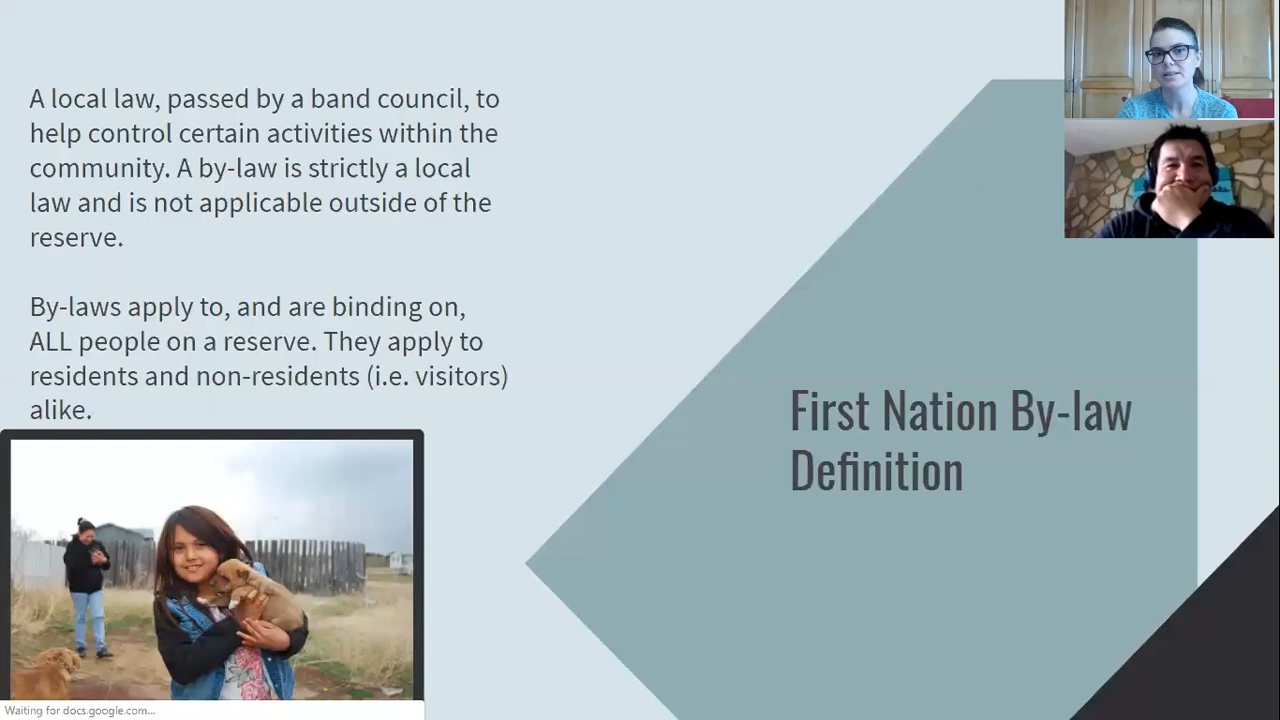 A local law, passed by a band council, to
help control certain activities within the
community. A by-law is strictly a local
law and is not applicable outside of the
reserve.
By-laws apply to, and are binding on,
ALL people on a reserve. They apply to
residents and non-residents (i.e. visitors)
alike.
First Nation By-law
Definition
Waiting for docs.google.com...